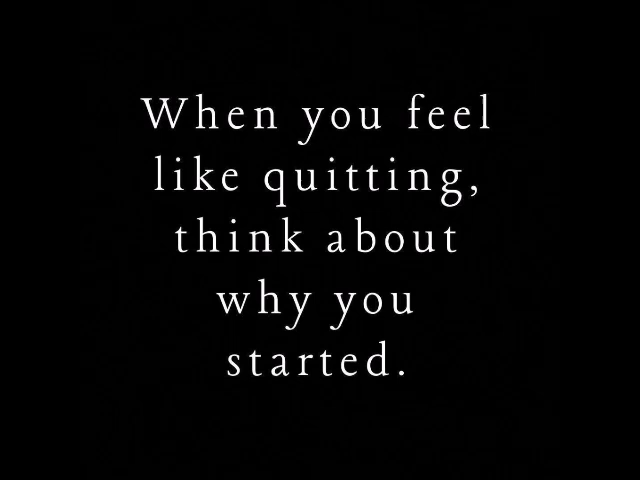 When you feel
like quitting,
think about
why you
started.